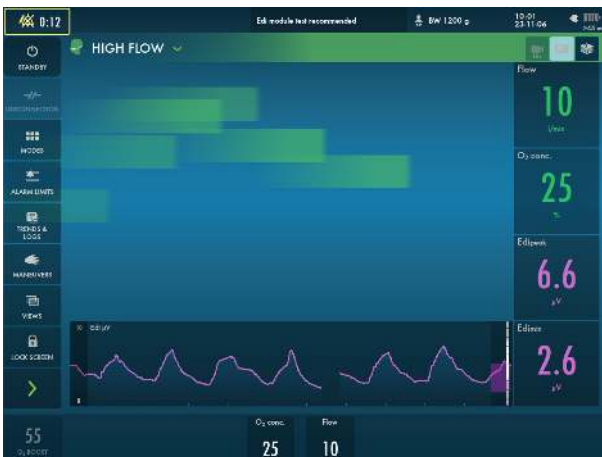 0:12
Edi module test recommended
BW 1200 g
10:01
23-11-06
STANDBY
HIGH FLOW
MODES
ALARM LIMITS
TRENDS &
LOGS
MANEUVERS
VIEWS
LOCK SCREEN
Flow
10
L/min
O₂ conc.
25
%
Edipeak
6.6
µV
Edimin
2.6
µV
Edi µV
55
O₂ BOOST
O₂ conc.
25
Flow
10